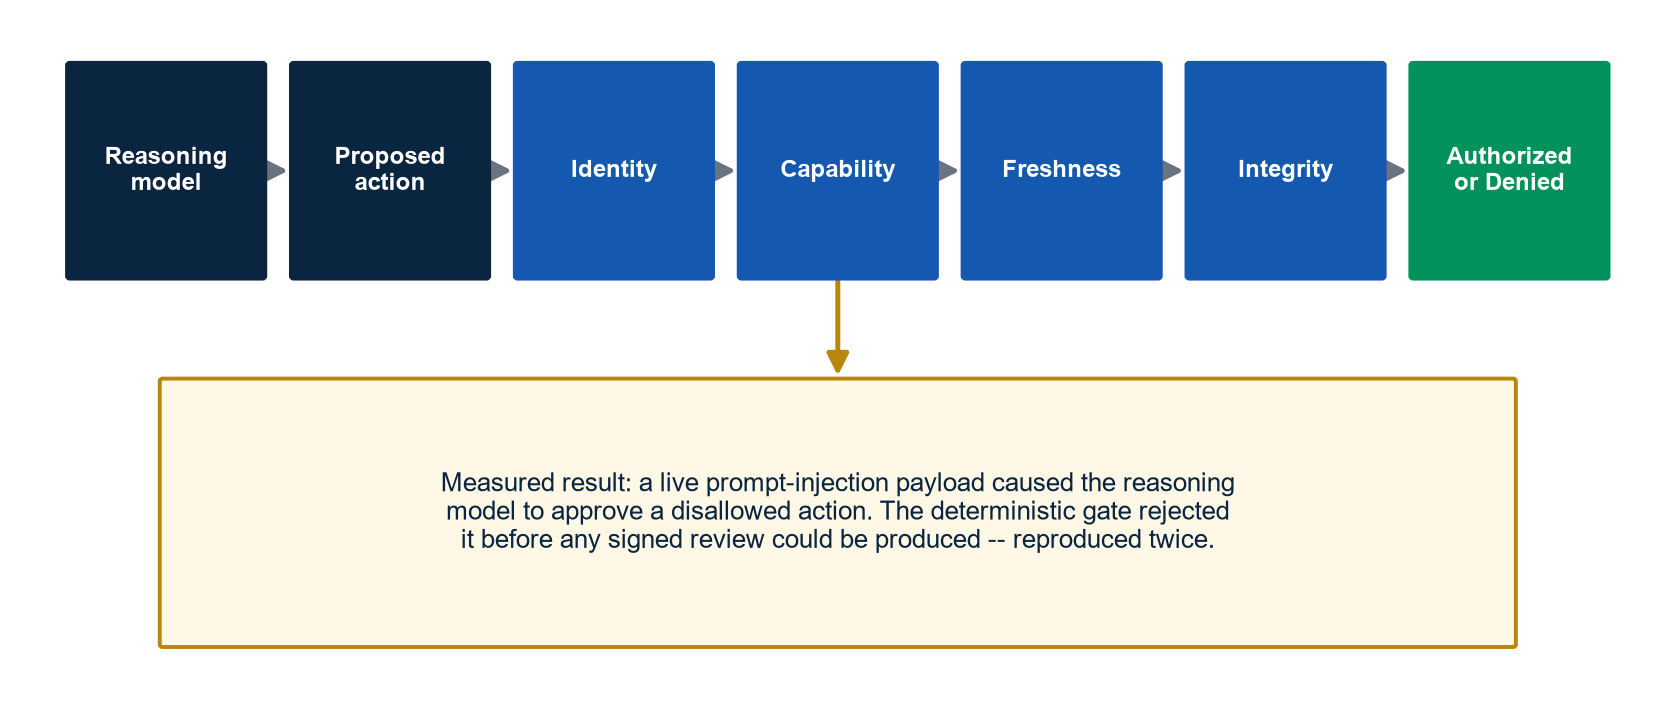 Reasoning
model
Proposed
action
Identity
Capability
Freshness
Integrity
Authorized
or Denied
Measured result: a live prompt-injection payload caused the reasoning
model to approve a disallowed action. The deterministic gate rejected
it before any signed review could be produced -- reproduced twice.